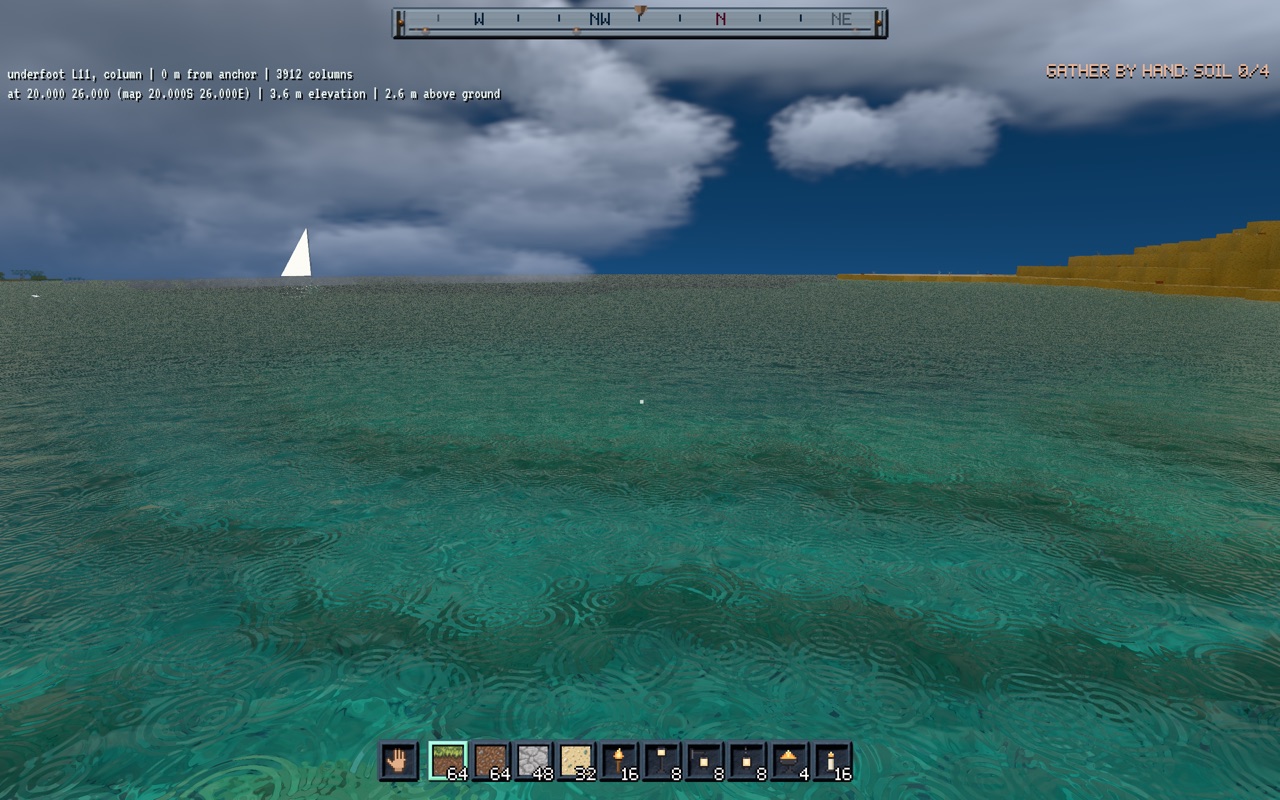 W NW N NE
underfoot L11, column | 0 m from anchor | 3912 columns
GATHER BY HAND: SOIL 0/4
at 20.000 26.000 (map 20.000S 26.000E) | 3.6 m elevation | 2.6 m above ground
64 64 48 32 16 8 8 8 4 16